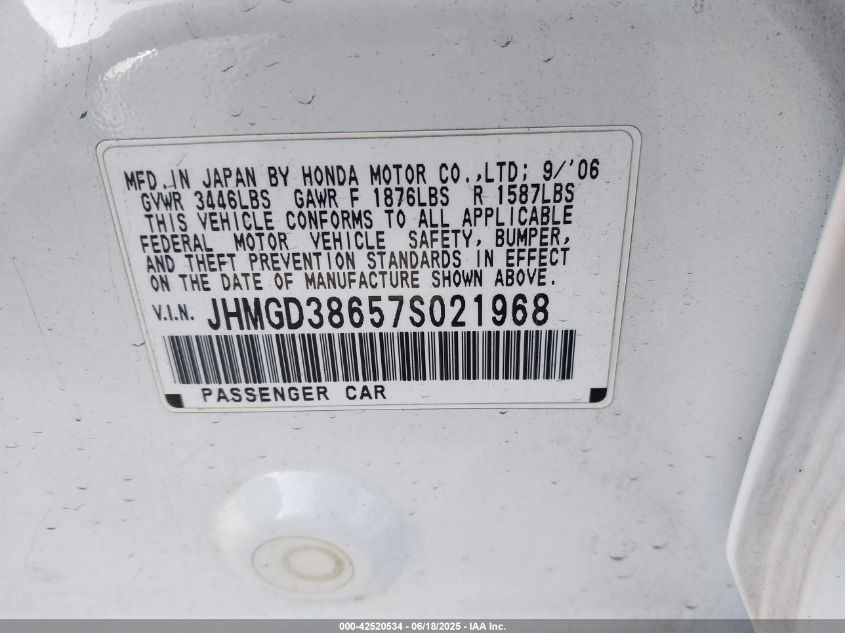 MFD. IN JAPAN BY HONDA MOTOR CO.,LTD; 9/'06
GVWR 3446LBS GAWR F 1876LBS R 1587LBS
THIS VEHICLE CONFORMS TO ALL APPLICABLE
FEDERAL MOTOR VEHICLE SAFETY, BUMPER,
AND THEFT PREVENTION STANDARDS IN EFFECT
ON THE DATE OF MANUFACTURE SHOWN ABOVE.
V.I.N. JHMGD38657S021968
PASSENGER CAR
000-42520534 - 06/18/2025 - IAA Inc.